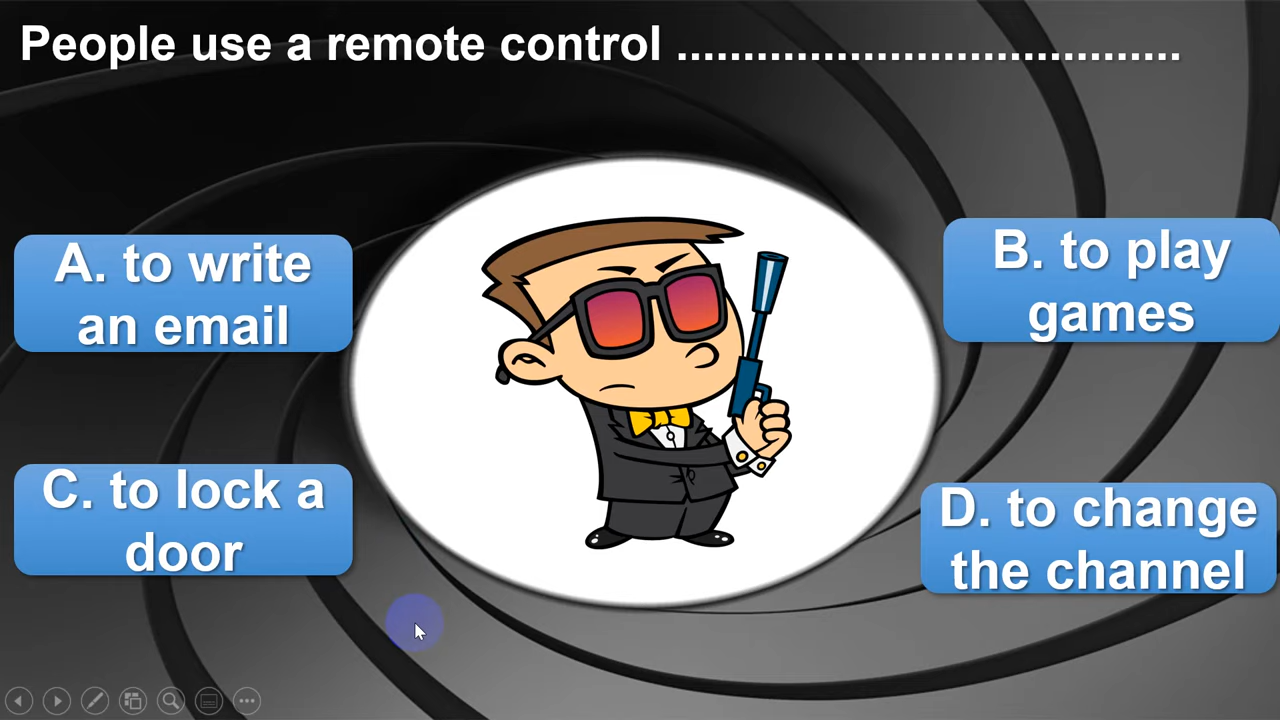 People use a remote control ......................................
A. to write
an email
B. to play
games
C. to lock a
door
D. to change
the channel